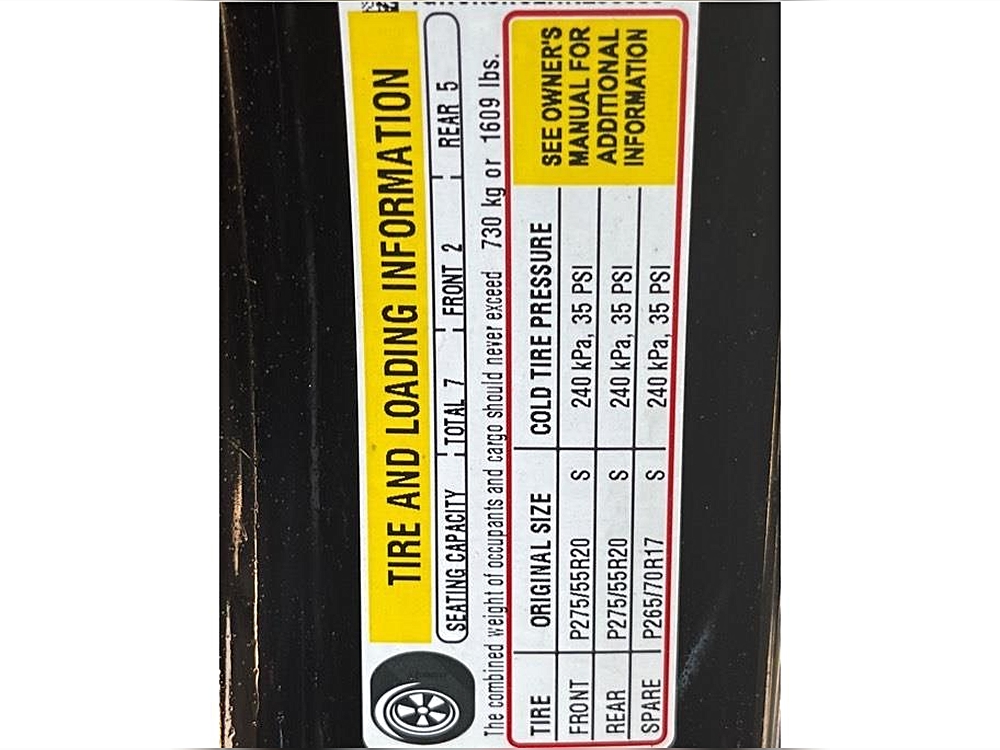 TIRE AND LOADING INFORMATION
SEATING CAPACITY TOTAL 7 FRONT 2 REAR 5
The combined weight of occupants and cargo should never exceed 730 kg or 1609 lbs.
TIRE ORIGINAL SIZE COLD TIRE PRESSURE
FRONT P275/55R20 S 240 kPa, 35 PSI
REAR P275/55R20 S 240 kPa, 35 PSI
SPARE P265/70R17 S 240 kPa, 35 PSI
SEE OWNER'S
MANUAL FOR
ADDITIONAL
INFORMATION